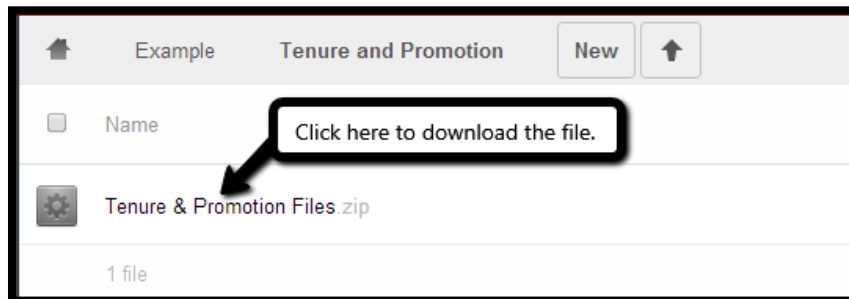 Example Tenure and Promotion New
Name
Click here to download the file.
Tenure & Promotion Files.zip
1 file